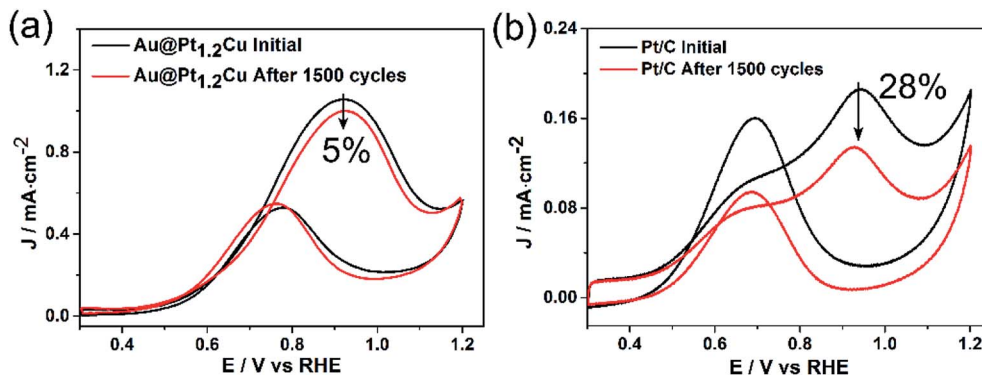 (a)
Au@Pt1.2Cu Initial
Au@Pt1.2Cu After 1500 cycles
5%
J / mA·cm-2
1.2
0.8
0.4
0.0
0.4
0.6
0.8
1.0
1.2
E / V vs RHE
(b)
Pt/C Initial
Pt/C After 1500 cycles
28%
J / mA·cm-2
0.24
0.16
0.08
0.00
0.4
0.6
0.8
1.0
1.2
E / V vs RHE